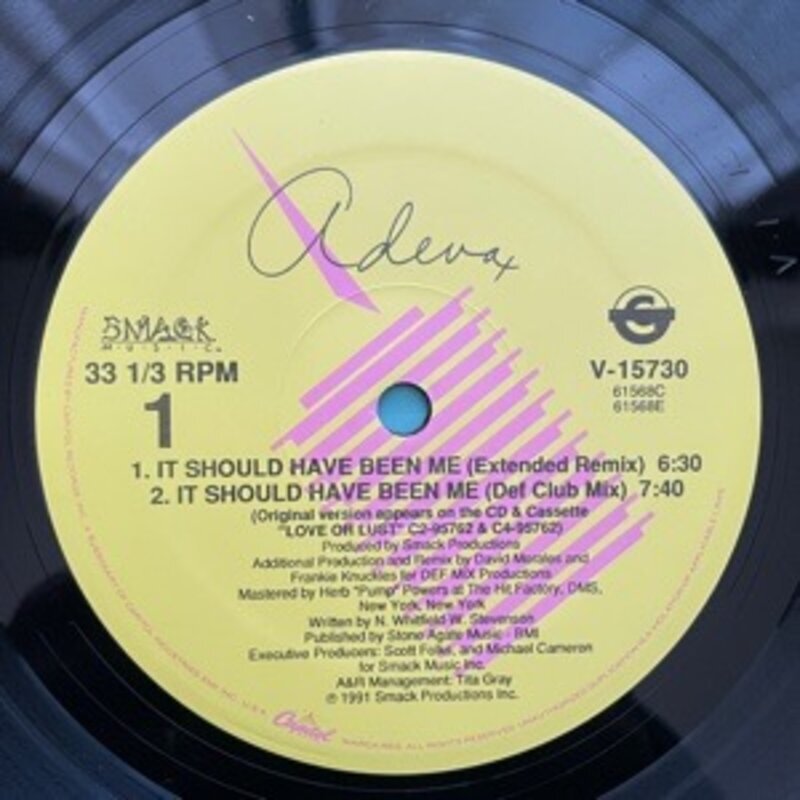 Adeva
SMACK
MUSIC
33 1/3 RPM
1
S
V-15730
61568C
61568E
1. IT SHOULD HAVE BEEN ME (Extended Remix) 6:30
2. IT SHOULD HAVE BEEN ME (Def Club Mix) 7:40
(Original version appears on the CD & Cassette
"LOVE OR LUST" C2-95762 & C4-95762)
Produced by Smack Productions
Additional Production and Remix by David Morales and
Frankie Knuckles for DEF MIX Productions
Mastered by Herb "Pump" Powers at The Hit Factory, DMS,
New York, New York
Written by N. Whitfield W. Stevenson
Published by Stone Agate Music - BMI
Executive Producers: Scott Folks, and Michael Cameron
for Smack Music Inc.
A&R Management: Tita Gray
℗ 1991 Smack Productions Inc.
Capitol
ALL RIGHTS RESERVED. UNAUTHORIZED